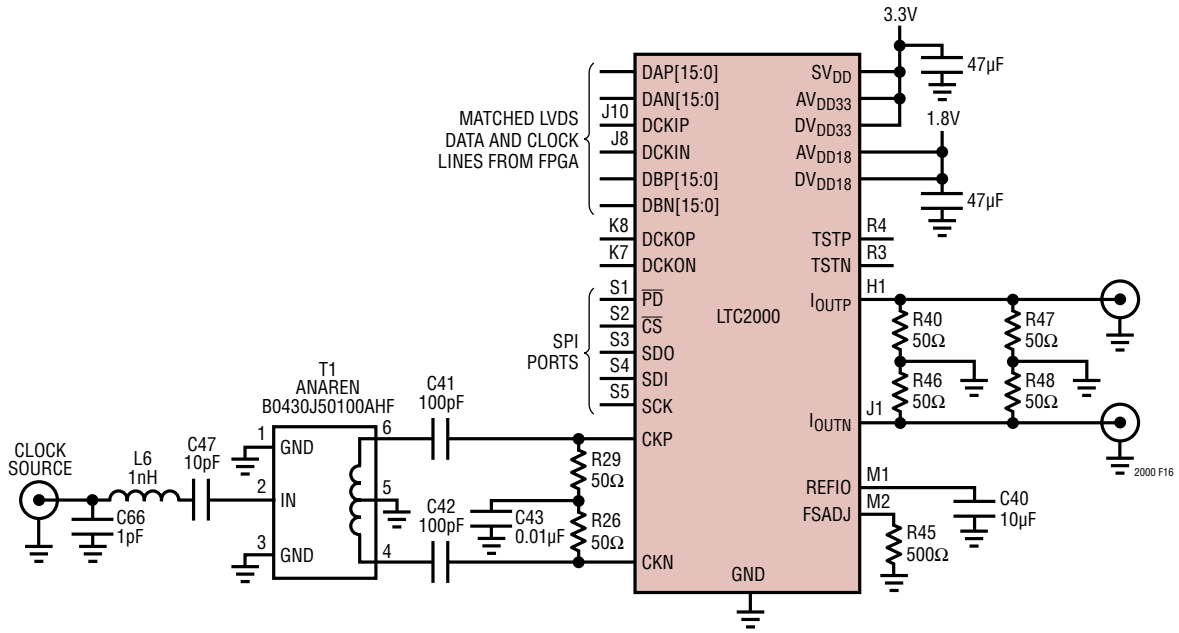 3.3V
47µF
1.8V
47µF
MATCHED LVDS
DATA AND CLOCK
LINES FROM FPGA
DAP[15:0]
DAN[15:0]
J10
DCKIP
J8
DCKIN
DBP[15:0]
DBN[15:0]
K8
DCKOP
K7
DCKON
SPI
PORTS
S1
PD
S2
CS
S3
SDO
S4
SDI
S5
SCK
CKP
CKN
LTC2000
GND
SVDD
AVDD33
DVDD33
AVDD18
DVDD18
TSTP
R4
TSTN
R3
IOUTP
H1
IOUTN
J1
REFIO
M1
FSADJ
M2
R40
50Ω
R46
50Ω
R47
50Ω
R48
50Ω
2000 F16
C40
10µF
R45
500Ω
CLOCK
SOURCE
L6
1nH
C47
10pF
C66
1pF
T1
ANAREN
B0430J50100AHF
1
GND
2
IN
3
GND
6
5
4
C41
100pF
C42
100pF
C43
0.01µF
R29
50Ω
R26
50Ω